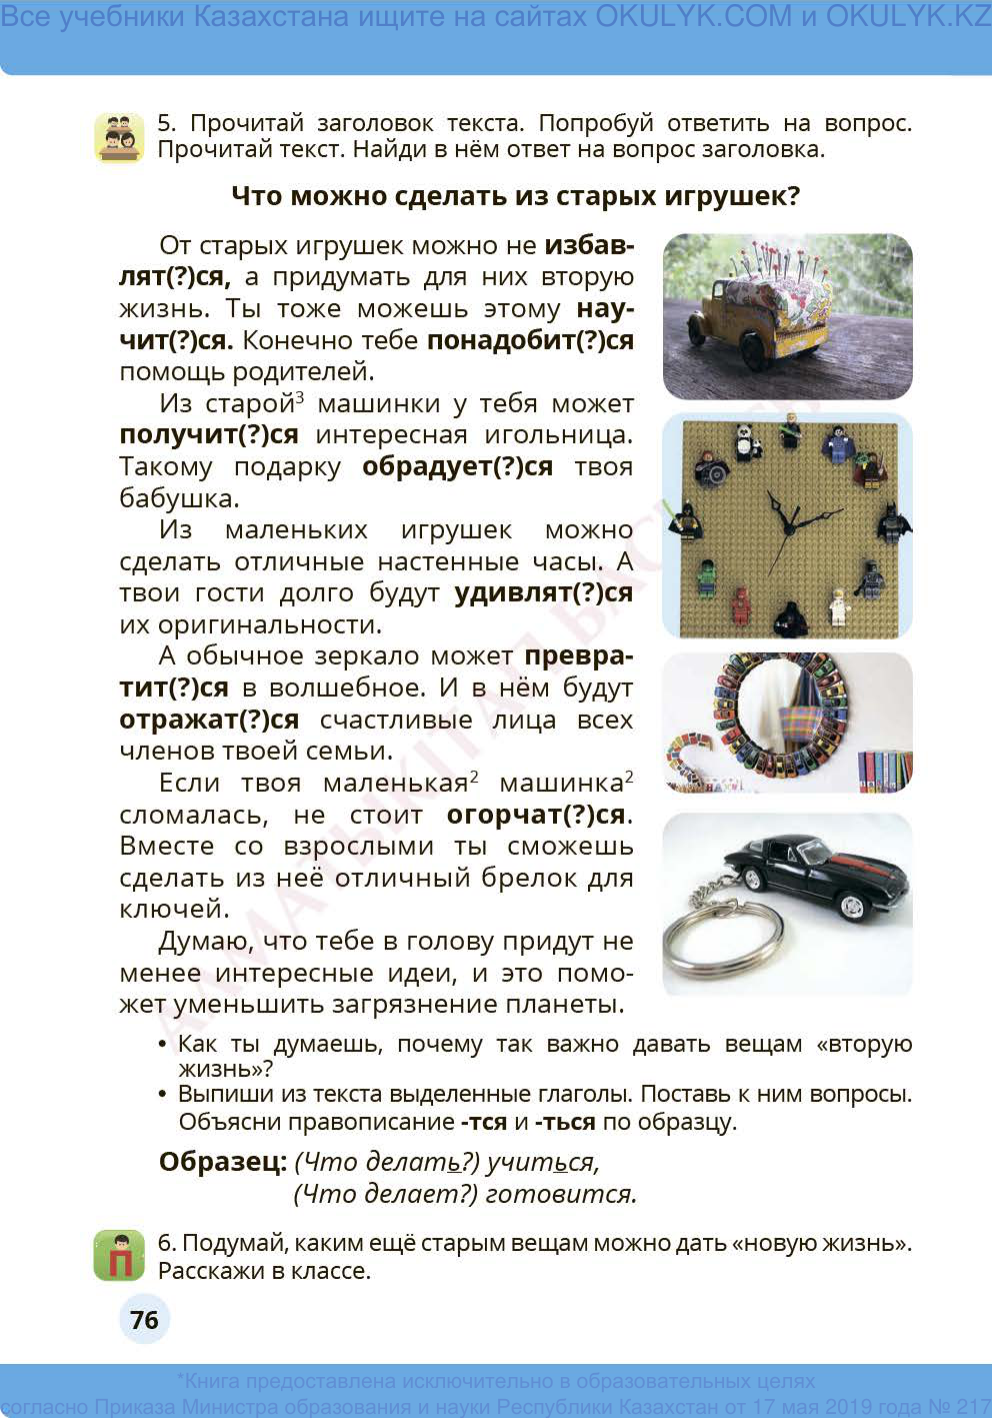 Все учебники Казахстана ищите на сайтах OKULYK.COM и OKULYK.KZ
5. Прочитай заголовок текста. Попробуй ответить на вопрос.
Прочитай текст. Найди в нём ответ на вопрос заголовка.
Что можно сделать из старых игрушек?
От старых игрушек можно не избав-
лят(?)ся, а придумать для них вторую
жизнь. Ты тоже можешь этому нау-
чит(?)ся. Конечно тебе понадобит(?)ся
помощь родителей.
Из старой³ машинки у тебя может
получит(?)ся интересная игольница.
Такому подарку обрадует(?)ся твоя
бабушка.
Из маленьких игрушек можно
сделать отличные настенные часы. А
твои гости долго будут удивлят(?)ся
их оригинальности.
А обычное зеркало может превра-
тит(?)ся в волшебное. И в нём будут
отражат(?)ся счастливые лица всех
членов твоей семьи.
Если твоя маленькая² машинка²
сломалась, не стоит огорчат(?)ся.
Вместе со взрослыми ты сможешь
сделать из неё отличный брелок для
ключей.
Думаю, что тебе в голову придут не
менее интересные идеи, и это помо-
жет уменьшить загрязнение планеты.
• Как ты думаешь, почему так важно давать вещам «вторую
жизнь»?
• Выпиши из текста выделенные глаголы. Поставь к ним вопросы.
Объясни правописание -тся и -ться по образцу.
Образец: (Что делать?) учиться,
(Что делает?) готовится.
П
6. Подумай, каким ещё старым вещам можно дать «новую жизнь».
Расскажи в классе.
76
*Книга предоставлена исключительно в образовательных целях
согласно Приказа Министра образования и науки Республики Казахстан от 17 мая 2019 года № 217